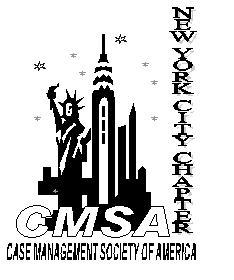 NEW YORK CITY CHAPTER
CMSA
CASE MANAGEMENT SOCIETY OF AMERICA